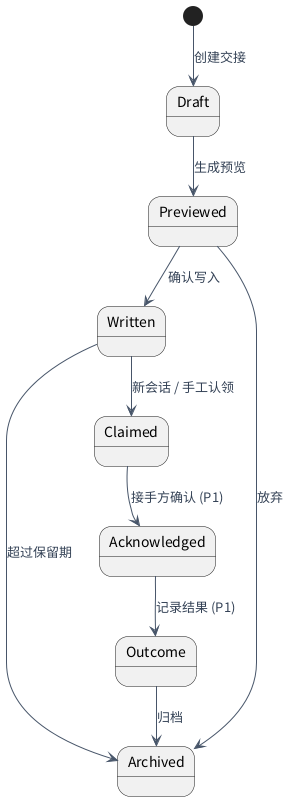 创建交接
Draft
生成预览
Previewed
确认写入
Written
新会话 / 手工认领
Claimed
接手方确认 (P1)
放弃
Acknowledged
超过保留期
记录结果 (P1)
Outcome
归档
Archived